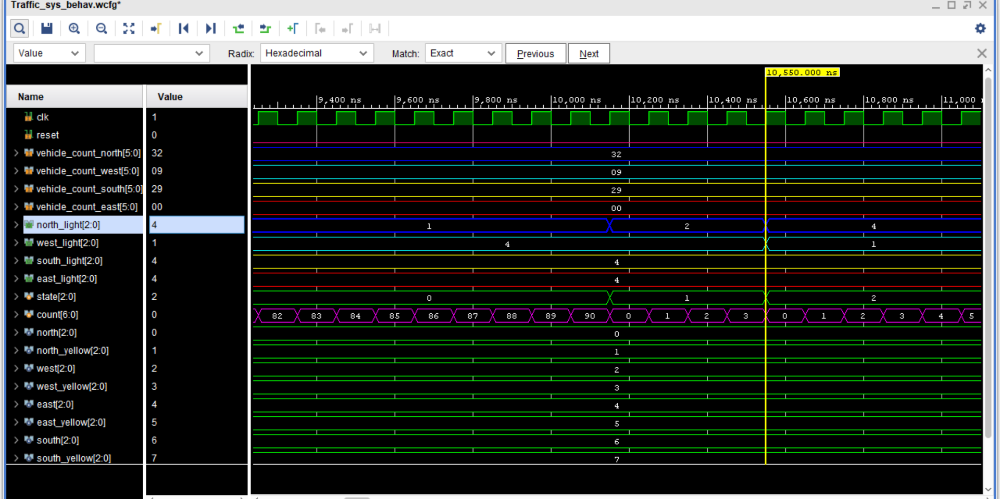 Traffic_sys_behav.wcfg*
Value Radix: Hexadecimal Match: Exact Previous Next
10,550.000 ns
Name Value
9,400 ns 9,600 ns 9,800 ns 10,000 ns 10,200 ns 10,400 ns 10,600 ns 10,800 ns 11,000
clk 1
reset 0
vehicle_count_north[5:0] 32 32
vehicle_count_west[5:0] 09 09
vehicle_count_south[5:0] 29 29
vehicle_count_east[5:0] 00 00
north_light[2:0] 4 1 2 4
west_light[2:0] 1 4 1
south_light[2:0] 4 4
east_light[2:0] 4 4
state[2:0] 2 0 1 2
count[6:0] 0 82 83 84 85 86 87 88 89 90 0 1 2 3 0 1 2 3 4 5
north[2:0] 0 0
north_yellow[2:0] 1 1
west[2:0] 2 2
west_yellow[2:0] 3 3
east[2:0] 4 4
east_yellow[2:0] 5 5
south[2:0] 6 6
south_yellow[2:0] 7 7